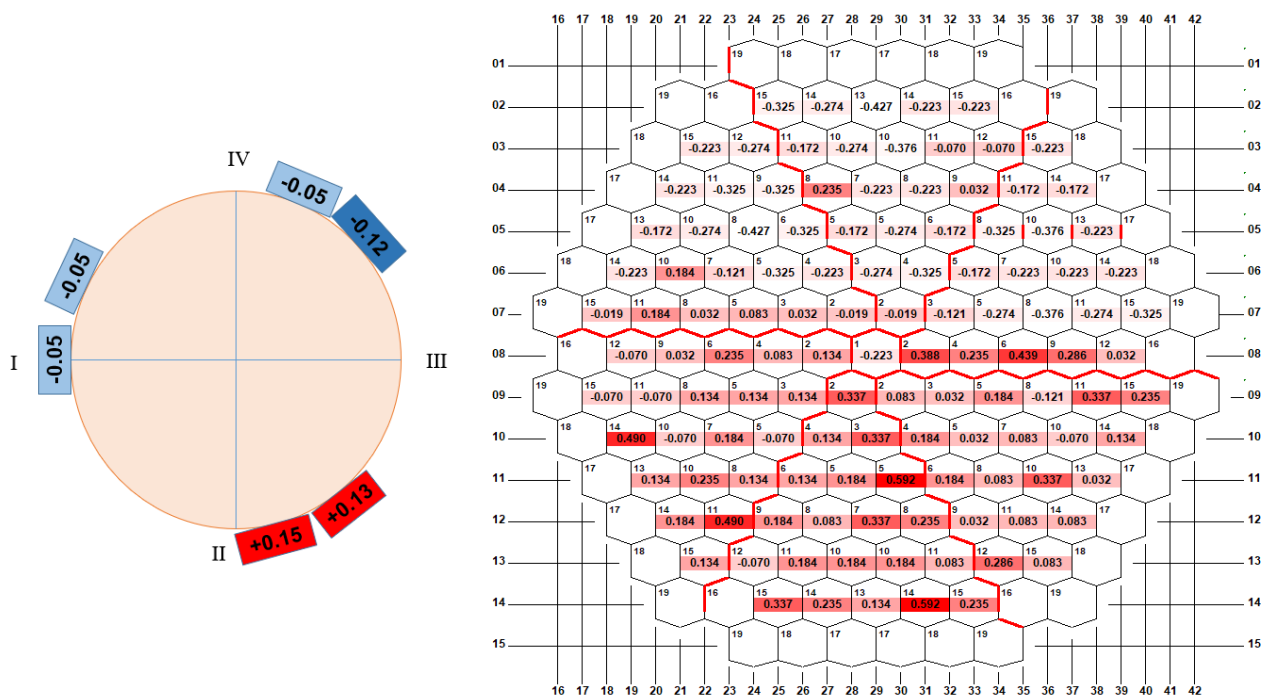 IV
-0.05
-0.12
-0.05
-0.05
I
III
+0.13
+0.15
II
16 17 18 19 20 21 22 23 24 25 26 27 28 29 30 31 32 33 34 35 36 37 38 39 40 41 42
19 18 17 17 18 19
01 01
19 16 15 14 13 14 15 16 19
02 -0.325 -0.274 -0.427 -0.223 -0.223 02
18 15 12 11 10 10 11 12 15 18
03 -0.223 -0.274 -0.172 -0.274 -0.376 -0.070 -0.070 -0.223 03
17 14 11 9 8 7 8 9 11 14 17
04 -0.223 -0.325 -0.325 0.235 -0.223 -0.223 0.032 -0.172 -0.172 04
17 13 10 8 6 5 5 6 8 10 13 17
05 -0.172 -0.274 -0.427 -0.325 -0.172 -0.274 -0.172 -0.325 -0.376 -0.223 05
18 14 10 7 5 4 3 4 5 7 10 14 18
06 -0.223 0.184 -0.121 -0.325 -0.223 -0.274 -0.325 -0.172 -0.223 -0.223 -0.223 06
19 15 11 8 5 3 2 2 3 5 8 11 15 19
07 -0.019 0.184 0.032 0.083 0.032 -0.019 -0.019 -0.121 -0.274 -0.376 -0.274 -0.325 07
16 12 9 6 4 2 1 2 4 6 9 12 16
08 -0.070 0.032 0.235 0.083 0.134 -0.223 0.388 0.235 0.439 0.286 0.032 08
19 15 11 8 5 3 2 2 3 5 8 11 15 19
09 -0.070 -0.070 0.134 0.134 0.134 0.337 0.083 0.032 0.184 -0.121 0.337 0.235 09
18 14 10 7 5 4 3 4 5 7 10 14 18
10 0.490 -0.070 0.184 -0.070 0.134 0.337 0.184 0.032 0.083 -0.070 0.134 10
17 13 10 8 6 5 5 6 8 10 13 17
11 0.134 0.235 0.134 0.134 0.184 0.592 0.184 0.083 0.337 0.032 11
17 14 11 9 8 7 8 9 11 14 17
12 0.184 0.490 0.184 0.083 0.337 0.235 0.032 0.083 0.083 12
18 15 12 11 10 10 11 12 15 18
13 0.134 -0.070 0.184 0.184 0.184 0.083 0.286 0.083 13
19 16 15 14 13 14 15 16 19
14 0.337 0.235 0.134 0.592 0.235 14
19 18 17 17 18 19
15 15
16 17 18 19 20 21 22 23 24 25 26 27 28 29 30 31 32 33 34 35 36 37 38 39 40 41 42